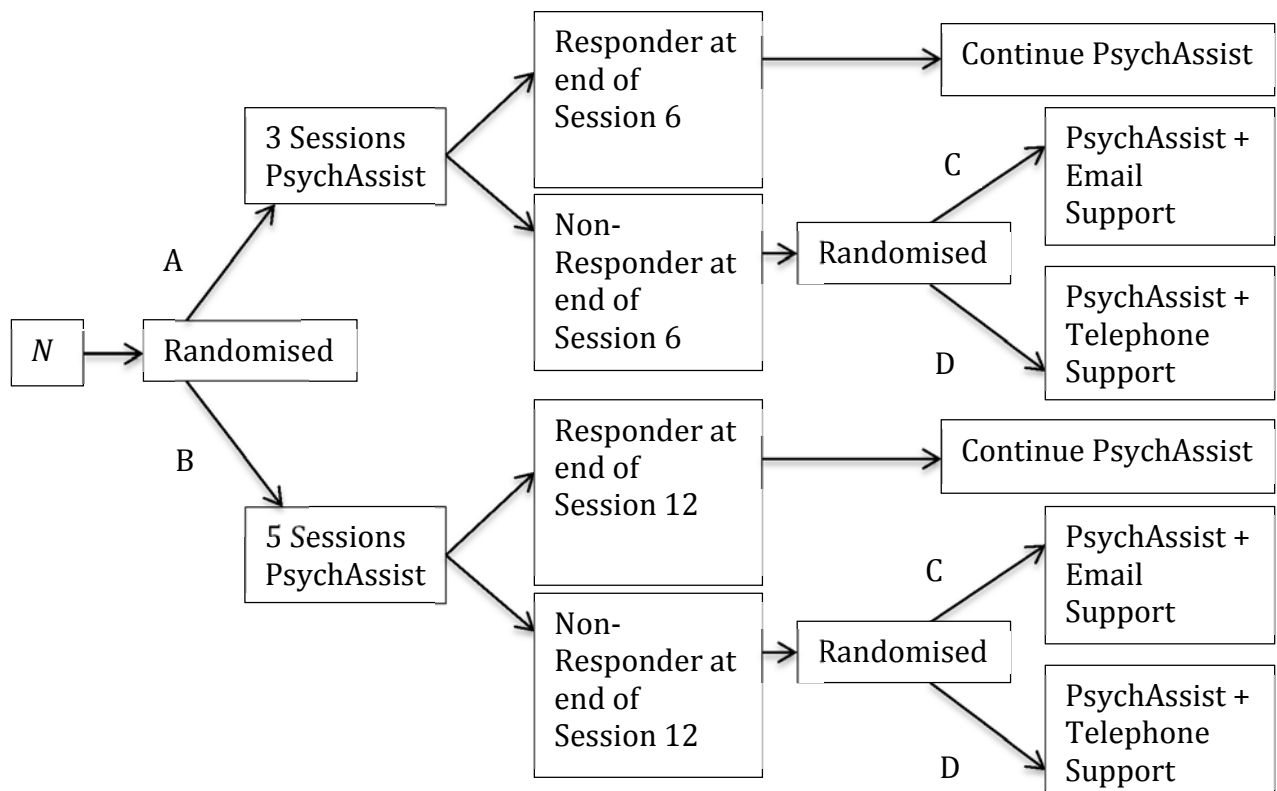 N
Randomised
A
B
3 Sessions
PsychAssist
Responder at
end of
Session 6
Continue PsychAssist
Non-
Responder at
end of
Session 6
Randomised
C
D
PsychAssist +
Email
Support
PsychAssist +
Telephone
Support
5 Sessions
PsychAssist
Responder at
end of
Session 12
Continue PsychAssist
Non-
Responder at
end of
Session 12
Randomised
C
D
PsychAssist +
Email
Support
PsychAssist +
Telephone
Support